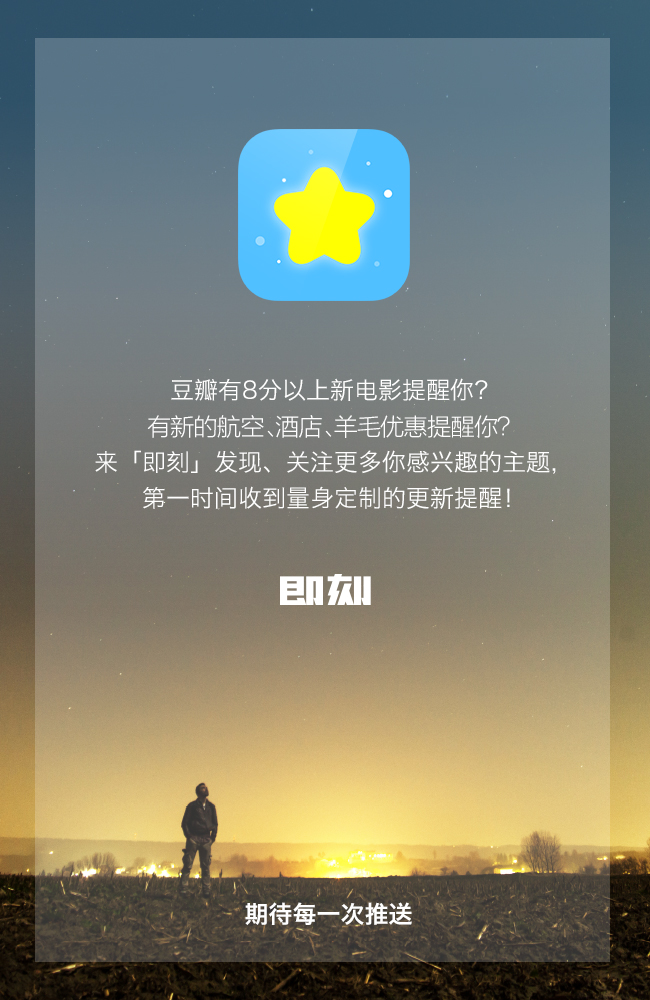 豆瓣有8分以上新电影提醒你？
有新的航空、酒店、羊毛优惠提醒你？
来「即刻」发现、关注更多你感兴趣的主题，
第一时间收到量身定制的更新提醒！
即刻
期待每一次推送